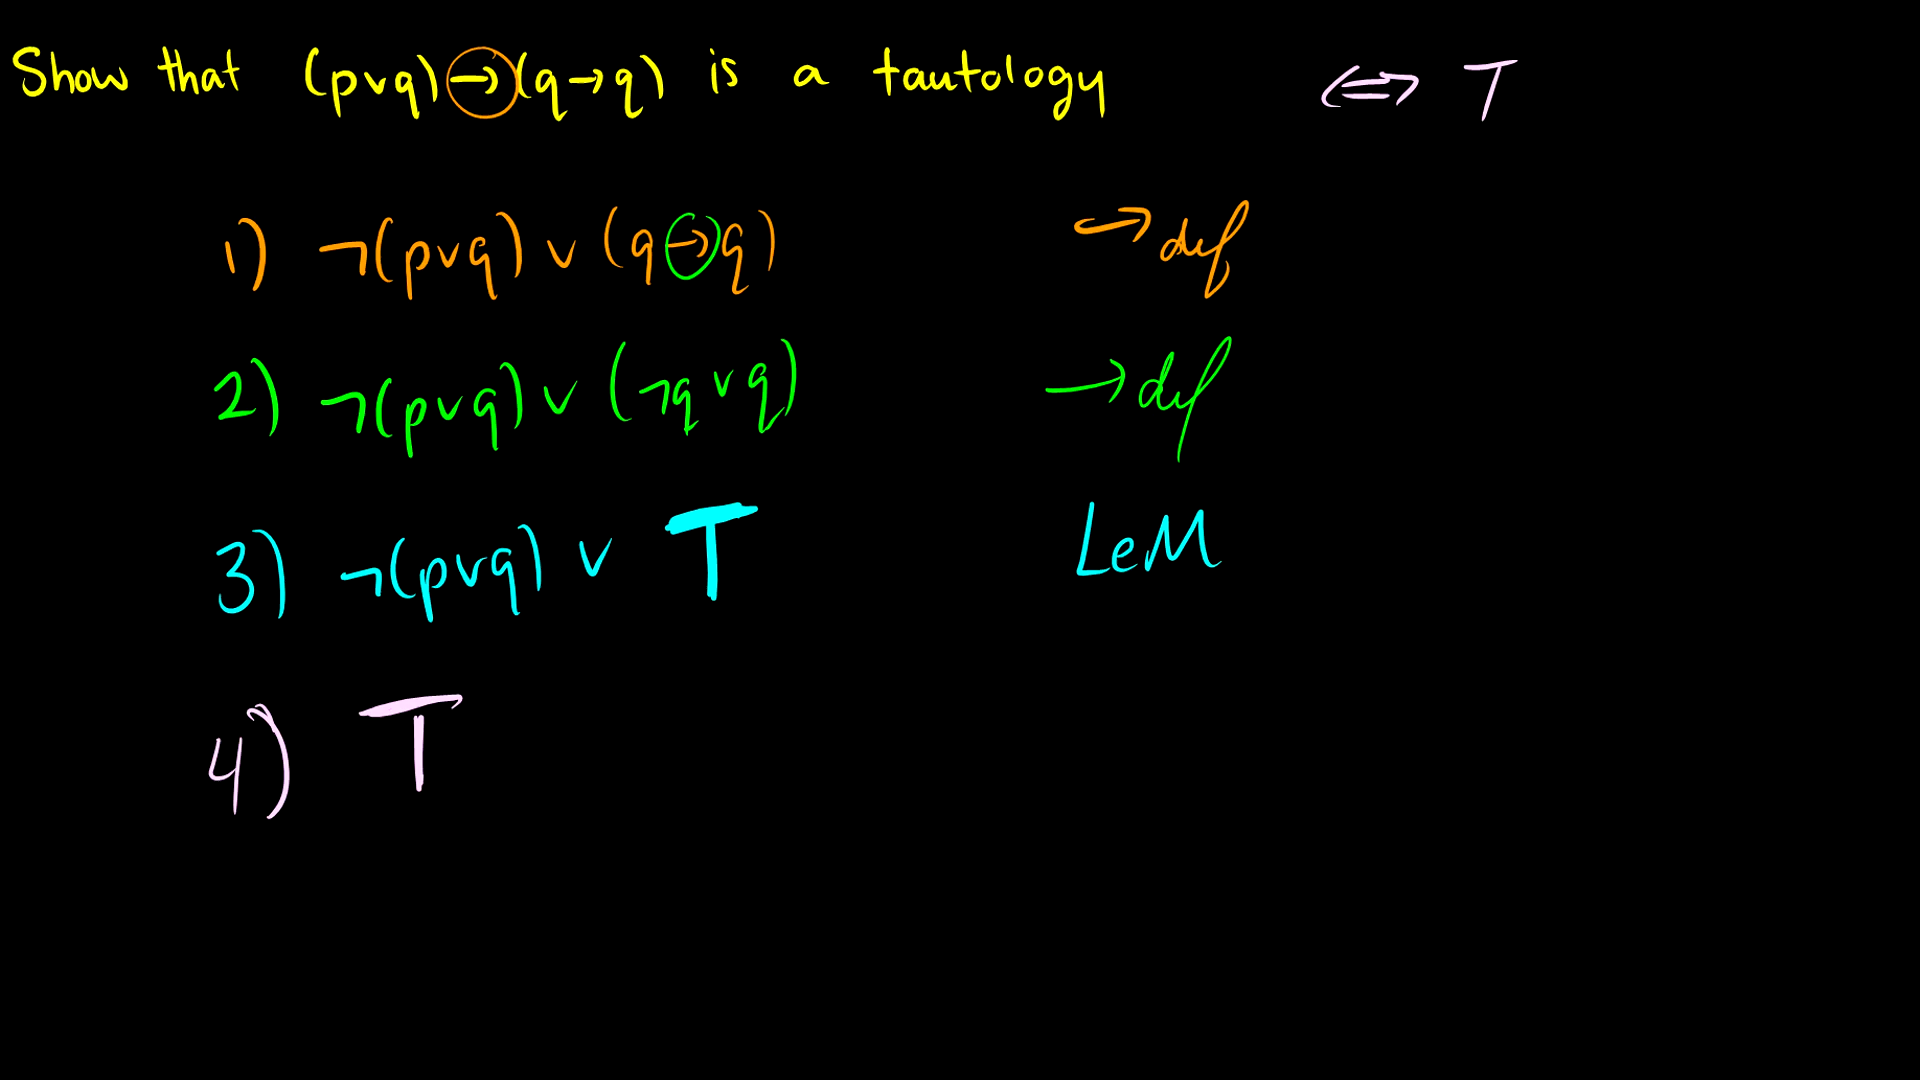 Show that (p∨q)→(q→q) is a tautology ⟺ T
1) ¬(p∨q) ∨ (q→q) → def
2) ¬(p∨q) ∨ (¬q∨q) → def
3) ¬(p∨q) ∨ T LeM
4) T